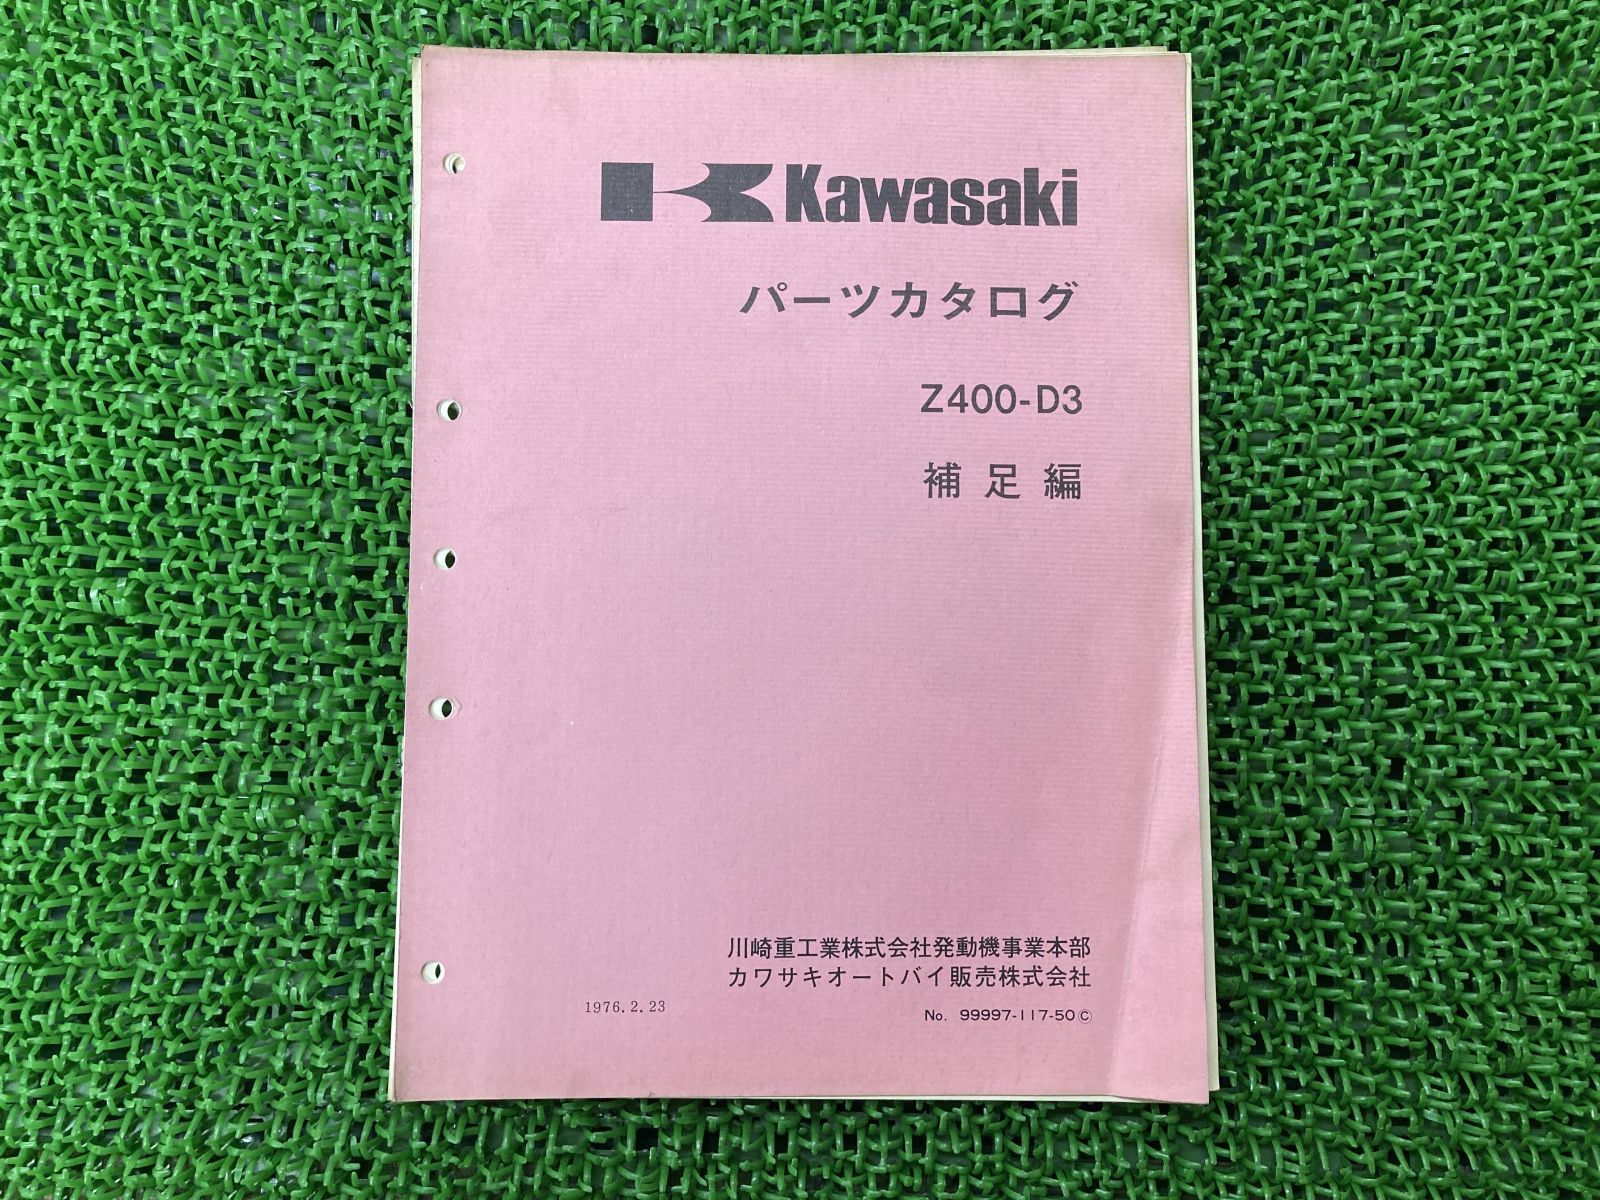 Kawasaki
パーツカタログ
Z400-D3
補足編
川崎重工業株式会社発動機事業本部
カワサキオートバイ販売株式会社
1976.2.23
No. 99997-117-50Ⓒ